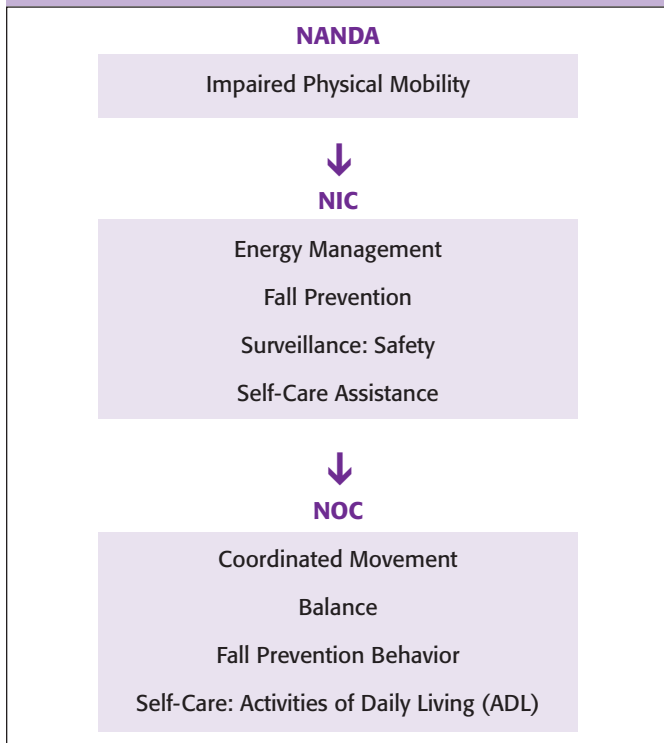 NANDA
Impaired Physical Mobility
NIC
Energy Management
Fall Prevention
Surveillance: Safety
Self-Care Assistance
NOC
Coordinated Movement
Balance
Fall Prevention Behavior
Self-Care: Activities of Daily Living (ADL)